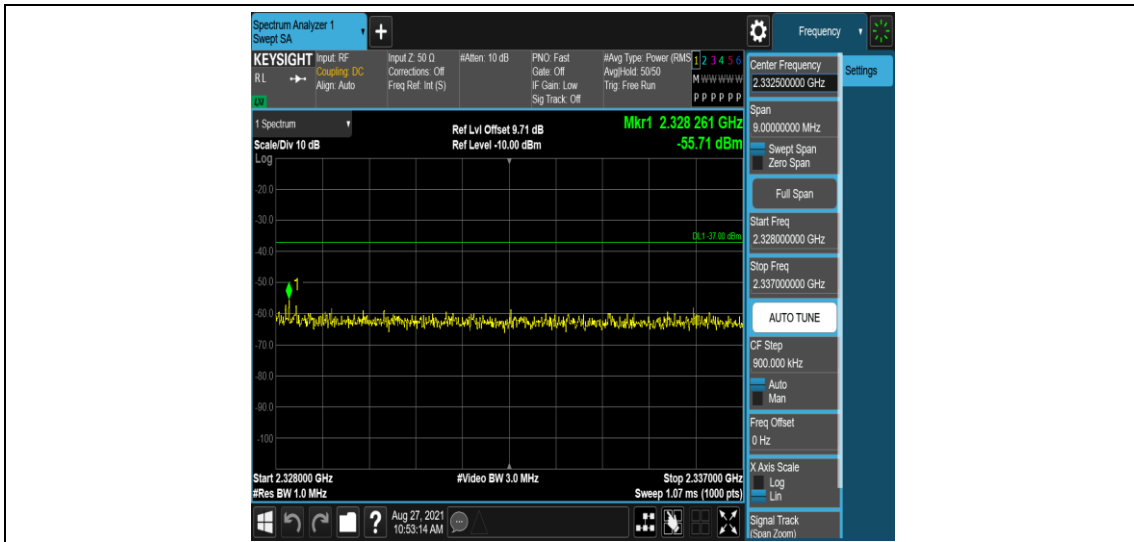 Spectrum Analyzer 1
Swept SA
+
Frequency
KEYSIGHT
RL
LXI
Input: RF
Coupling: DC
Align: Auto
Input Z: 50 Ω
Corrections: Off
Freq Ref: Int (S)
#Atten: 10 dB
PNO: Fast
Gate: Off
IF Gain: Low
Sig Track: Off
#Avg Type: Power (RMS
Avg|Hold: 50/50
Trig: Free Run
1 2 3 4 5 6
M W W W W W
P P P P P P
1 Spectrum
Scale/Div 10 dB
Log
Ref Lvl Offset 9.71 dB
Ref Level -10.00 dBm
Mkr1 2.328 261 GHz
-55.71 dBm
-20.0
-30.0
DL1 -37.00 dBm
-40.0
-50.0
1
-60.0
-70.0
-80.0
-90.0
-100
Start 2.328000 GHz
#Res BW 1.0 MHz
#Video BW 3.0 MHz
Stop 2.337000 GHz
Sweep 1.07 ms (1000 pts)
?
Aug 27, 2021
10:53:14 AM
Center Frequency
2.332500000 GHz
Settings
Span
9.00000000 MHz
Swept Span
Zero Span
Full Span
Start Freq
2.328000000 GHz
Stop Freq
2.337000000 GHz
AUTO TUNE
CF Step
900.000 kHz
Auto
Man
Freq Offset
0 Hz
X Axis Scale
Log
Lin
Signal Track
(Span Zoom)